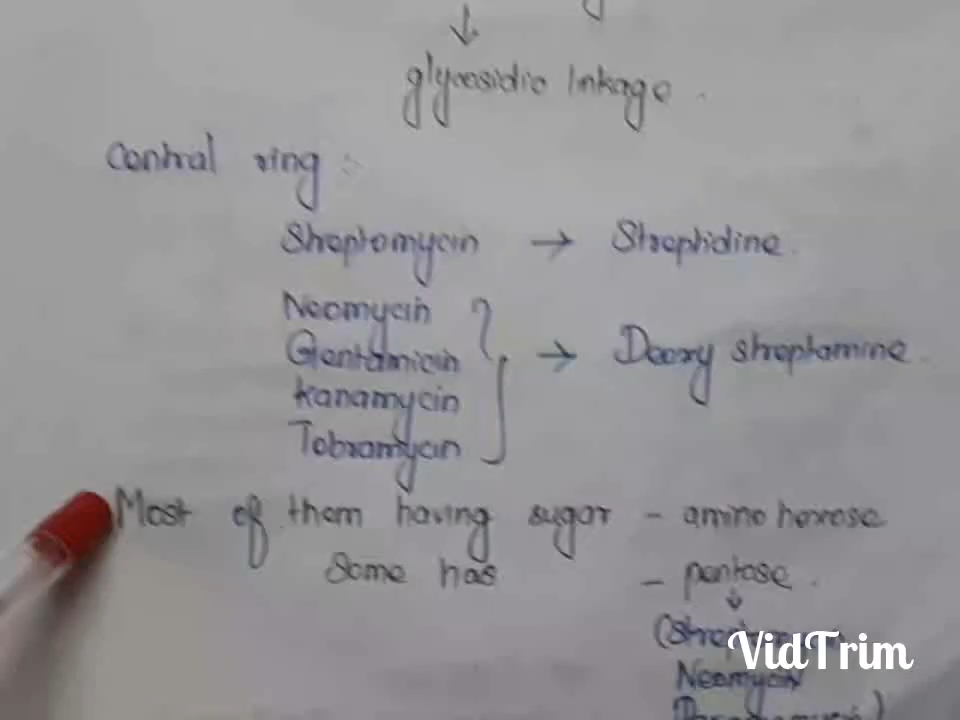 glycosidic linkage.
Central ring :-
Streptomycin → Streptidine.
Neomycin
Gentamicin → Deoxy streptamine.
Kanamycin
Tobramycin
Most of them having sugar - amino hexose
Some has - pentose.
↓
VidTrim
Neomycin